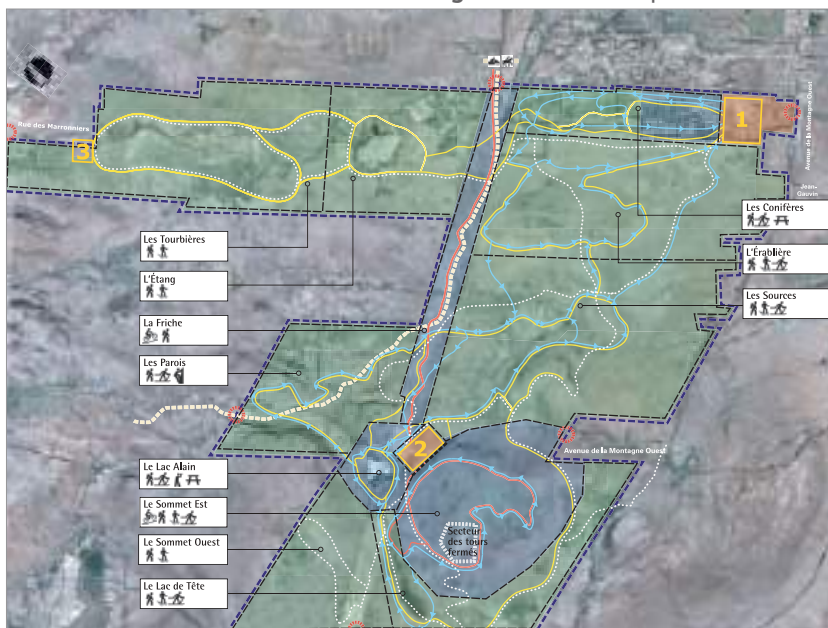 Rue des Marronniers
3
1
Avenue de la Montagne Ouest
Jean-
Gauvin
Les Conifères
L'Érablière
Les Sources
Les Tourbières
L'Étang
La Friche
Les Parois
2
Avenue de la Montagne Ouest
Le Lac Alain
Le Sommet Est
Le Sommet Ouest
Le Lac de Tête
Secteur
des tours
fermés